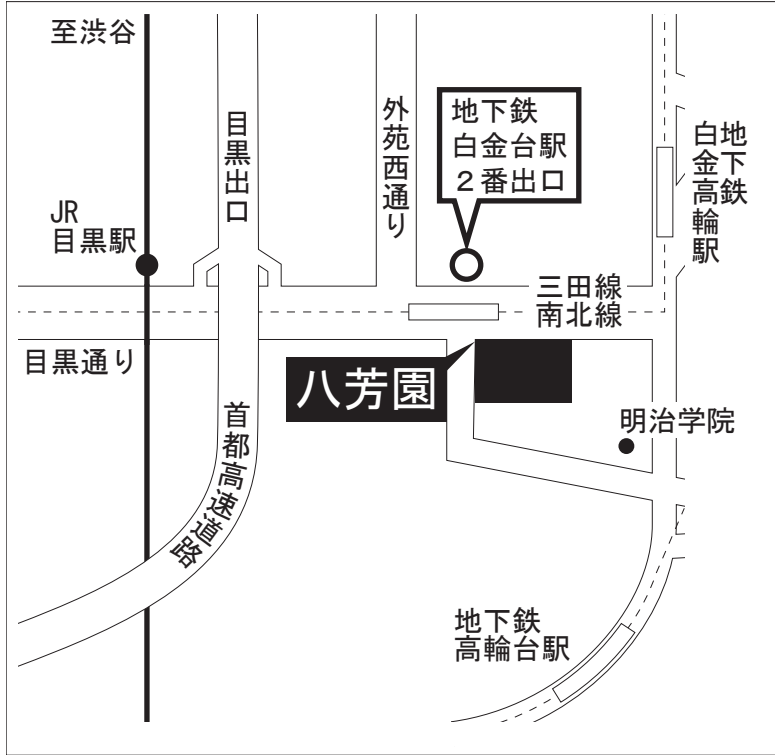 至渋谷
目黒出口
外苑西通り
地下鉄
白金台駅
２番出口
地下鉄
白金高輪駅
JR
目黒駅
三田線
南北線
目黒通り
八芳園
首都高速道路
明治学院
地下鉄
高輪台駅